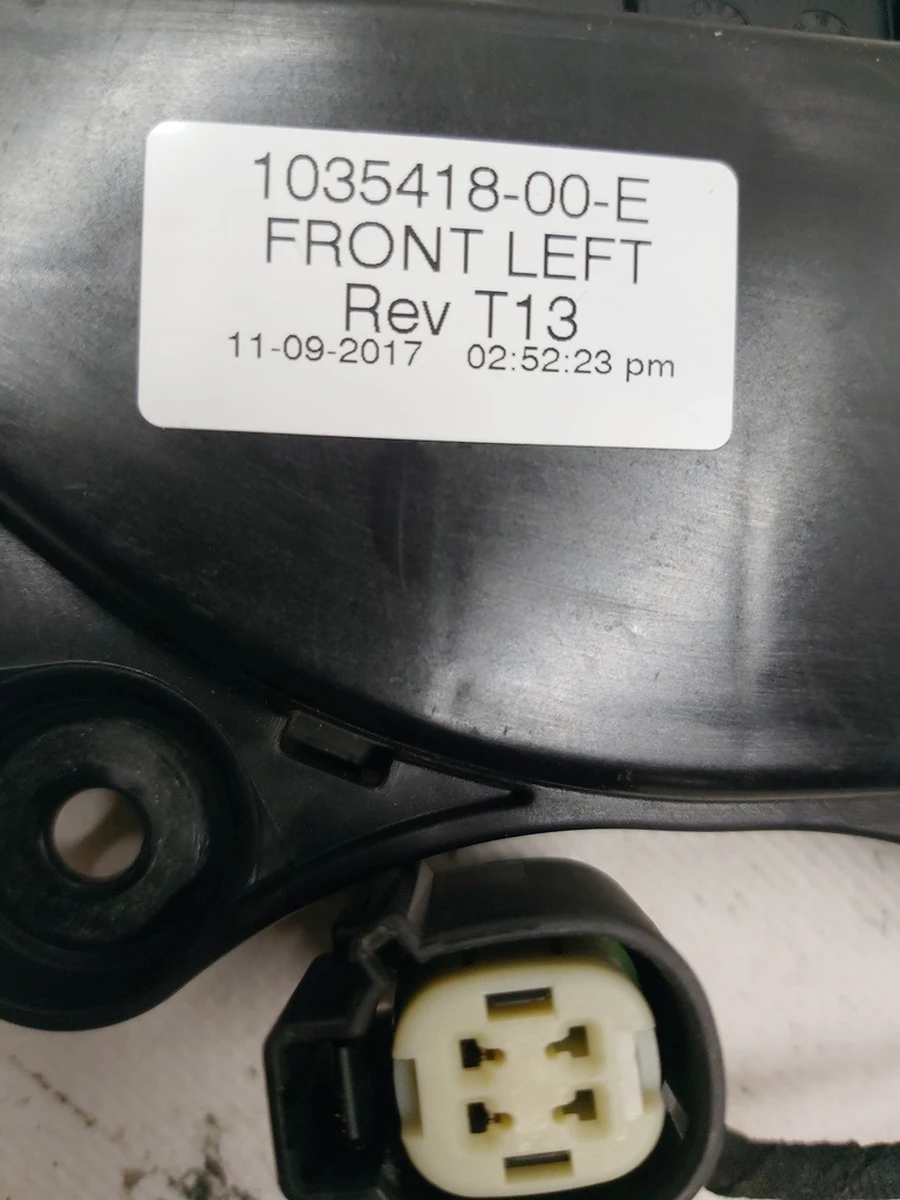 1035418-00-E
FRONT LEFT
Rev T13
11-09-2017 02:52:23 pm